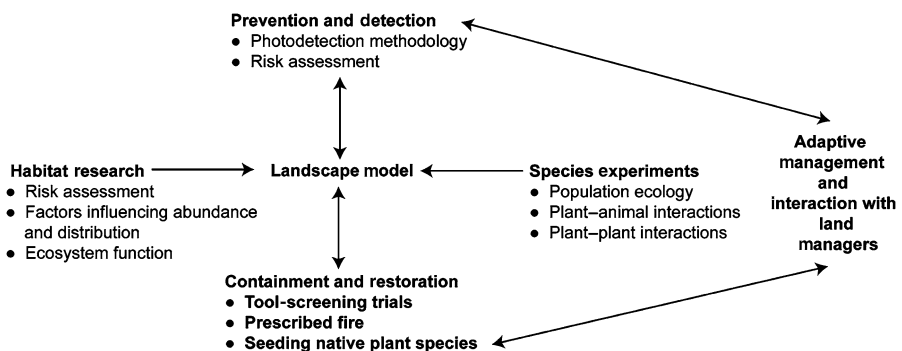 Prevention and detection
● Photodetection methodology
● Risk assessment
Habitat research
● Risk assessment
● Factors influencing abundance
and distribution
● Ecosystem function
Landscape model
Species experiments
● Population ecology
● Plant–animal interactions
● Plant–plant interactions
Adaptive
management
and
interaction with
land
managers
Containment and restoration
● Tool-screening trials
● Prescribed fire
● Seeding native plant species